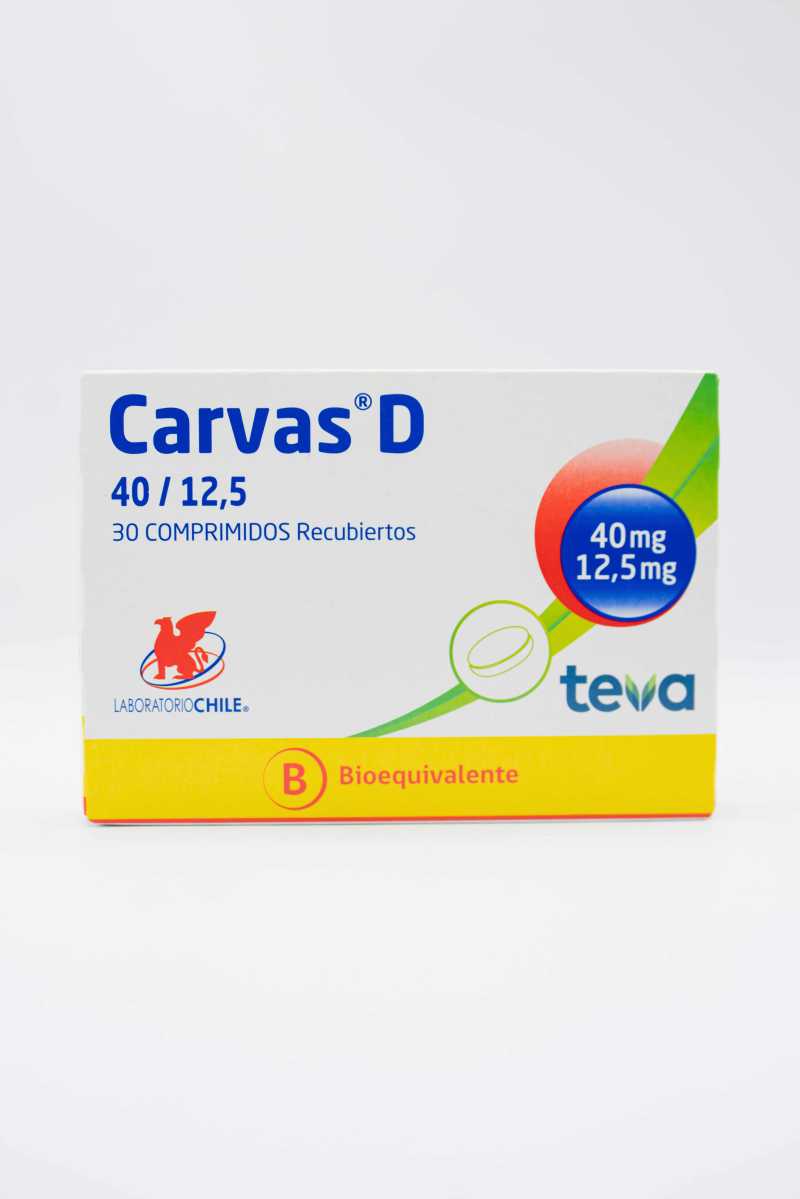 Carvas® D
40 / 12,5
30 COMPRIMIDOS Recubiertos
40mg
12,5mg
LABORATORIOCHILE®
teva
B Bioequivalente